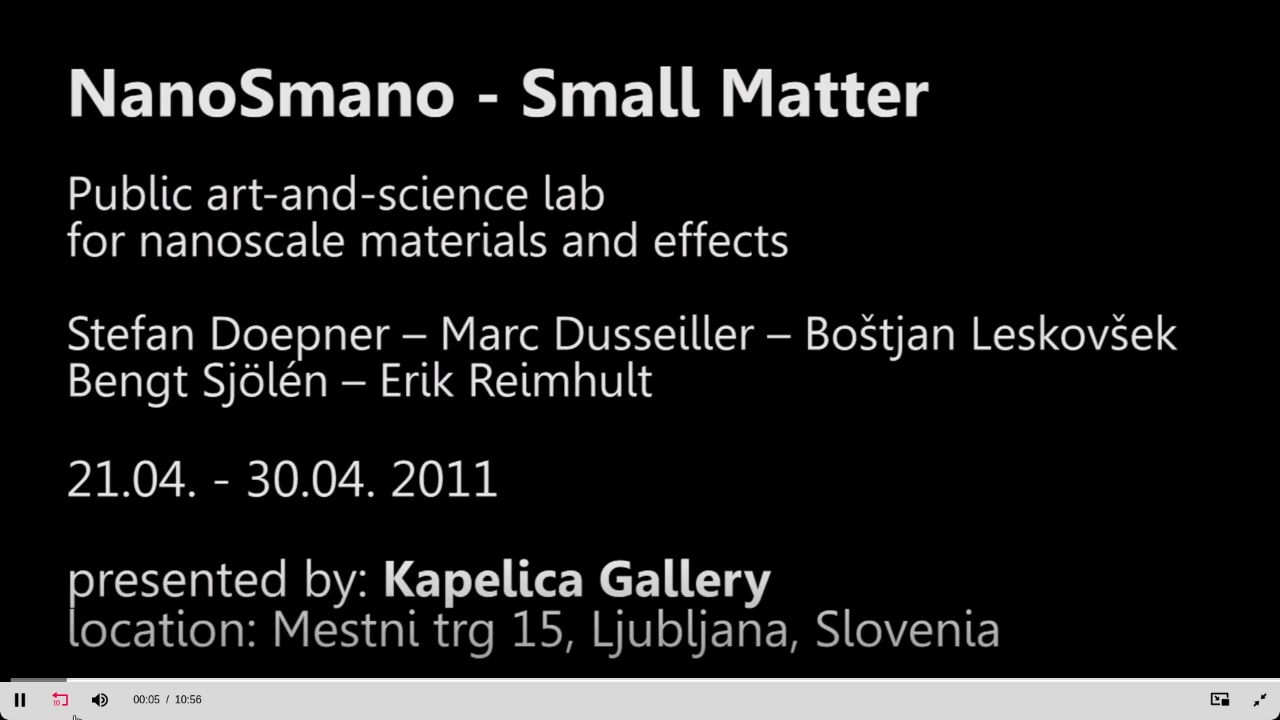 NanoSmano - Small Matter
Public art-and-science lab
for nanoscale materials and effects
Stefan Doepner – Marc Dusseiller – Boštjan Leskovšek
Bengt Sjölén – Erik Reimhult
21.04. - 30.04. 2011
presented by: Kapelica Gallery
location: Mestni trg 15, Ljubljana, Slovenia
10 00:05 / 10:56